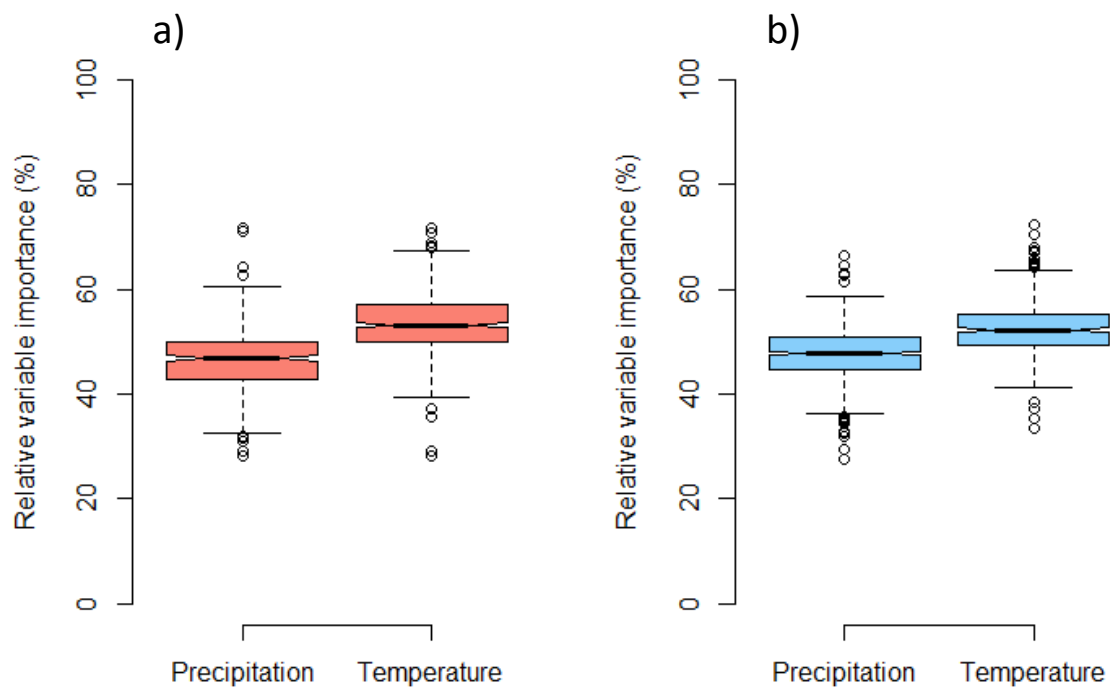 a)
Relative variable importance (%)
100
80
60
40
20
0
Precipitation Temperature
b)
Relative variable importance (%)
100
80
60
40
20
0
Precipitation Temperature